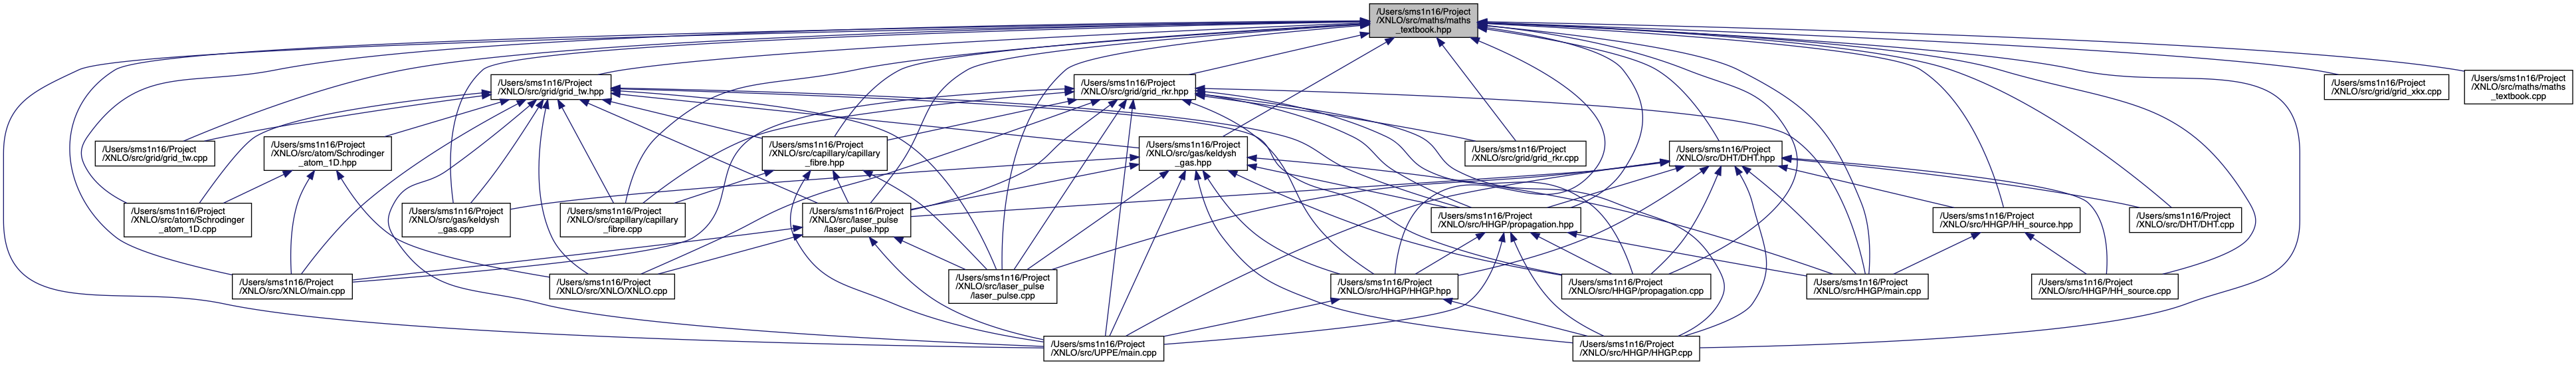 /Users/sms1n16/Project
/XNLO/src/maths/maths
_textbook.hpp
/Users/sms1n16/Project
/XNLO/src/grid/grid_tw.hpp
/Users/sms1n16/Project
/XNLO/src/grid/grid_rkr.hpp
/Users/sms1n16/Project
/XNLO/src/grid/grid_xkx.cpp
/Users/sms1n16/Project
/XNLO/src/maths/maths
_textbook.cpp
/Users/sms1n16/Project
/XNLO/src/grid/grid_tw.cpp
/Users/sms1n16/Project
/XNLO/src/atom/Schrodinger
_atom_1D.hpp
/Users/sms1n16/Project
/XNLO/src/capillary/capillary
_fibre.hpp
/Users/sms1n16/Project
/XNLO/src/gas/keldysh
_gas.hpp
/Users/sms1n16/Project
/XNLO/src/grid/grid_rkr.cpp
/Users/sms1n16/Project
/XNLO/src/DHT/DHT.hpp
/Users/sms1n16/Project
/XNLO/src/atom/Schrodinger
_atom_1D.cpp
/Users/sms1n16/Project
/XNLO/src/gas/keldysh
_gas.cpp
/Users/sms1n16/Project
/XNLO/src/capillary/capillary
_fibre.cpp
/Users/sms1n16/Project
/XNLO/src/laser_pulse
/laser_pulse.hpp
/Users/sms1n16/Project
/XNLO/src/HHGP/propagation.hpp
/Users/sms1n16/Project
/XNLO/src/HHGP/HH_source.hpp
/Users/sms1n16/Project
/XNLO/src/DHT/DHT.cpp
/Users/sms1n16/Project
/XNLO/src/XNLO/main.cpp
/Users/sms1n16/Project
/XNLO/src/XNLO/XNLO.cpp
/Users/sms1n16/Project
/XNLO/src/laser_pulse
/laser_pulse.cpp
/Users/sms1n16/Project
/XNLO/src/HHGP/HHGP.hpp
/Users/sms1n16/Project
/XNLO/src/HHGP/propagation.cpp
/Users/sms1n16/Project
/XNLO/src/HHGP/main.cpp
/Users/sms1n16/Project
/XNLO/src/HHGP/HH_source.cpp
/Users/sms1n16/Project
/XNLO/src/UPPE/main.cpp
/Users/sms1n16/Project
/XNLO/src/HHGP/HHGP.cpp